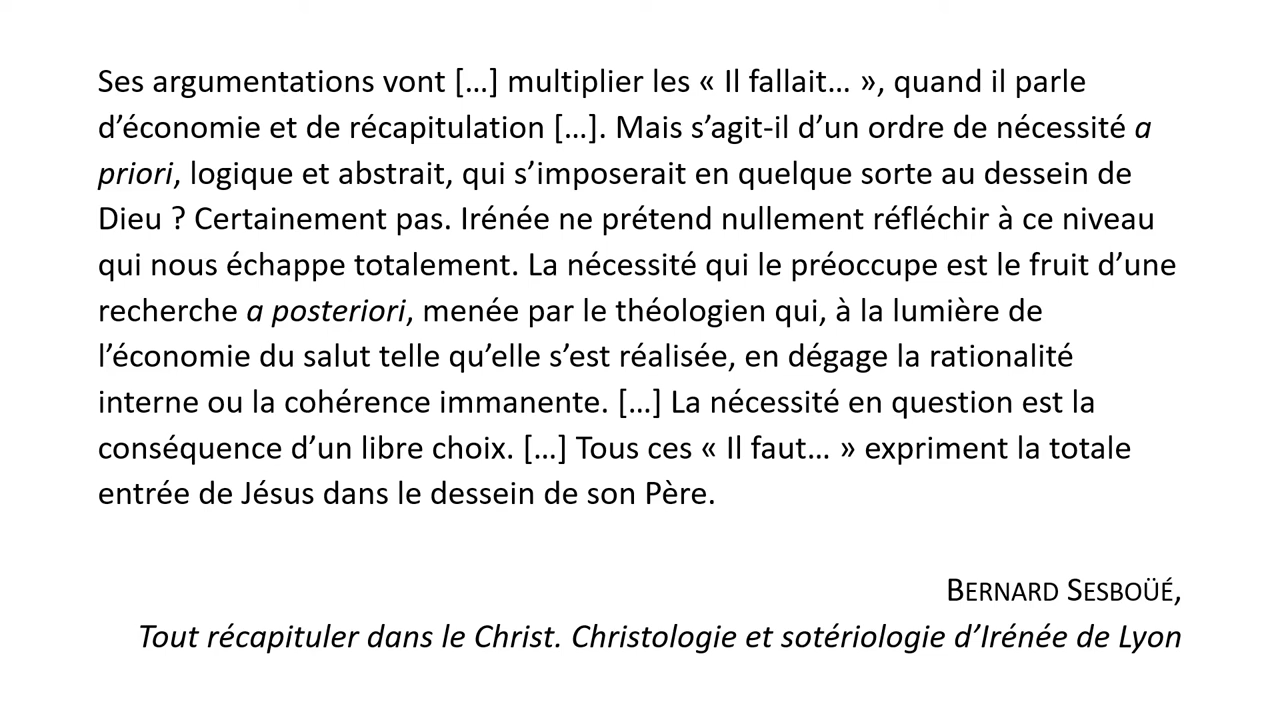 Ses argumentations vont […] multiplier les « Il fallait… », quand il parle
d’économie et de récapitulation […]. Mais s’agit-il d’un ordre de nécessité a
priori, logique et abstrait, qui s’imposerait en quelque sorte au dessein de
Dieu ? Certainement pas. Irénée ne prétend nullement réfléchir à ce niveau
qui nous échappe totalement. La nécessité qui le préoccupe est le fruit d’une
recherche a posteriori, menée par le théologien qui, à la lumière de
l’économie du salut telle qu’elle s’est réalisée, en dégage la rationalité
interne ou la cohérence immanente. […] La nécessité en question est la
conséquence d’un libre choix. […] Tous ces « Il faut… » expriment la totale
entrée de Jésus dans le dessein de son Père.
BERNARD SESBOÜÉ,
Tout récapituler dans le Christ. Christologie et sotériologie d’Irénée de Lyon